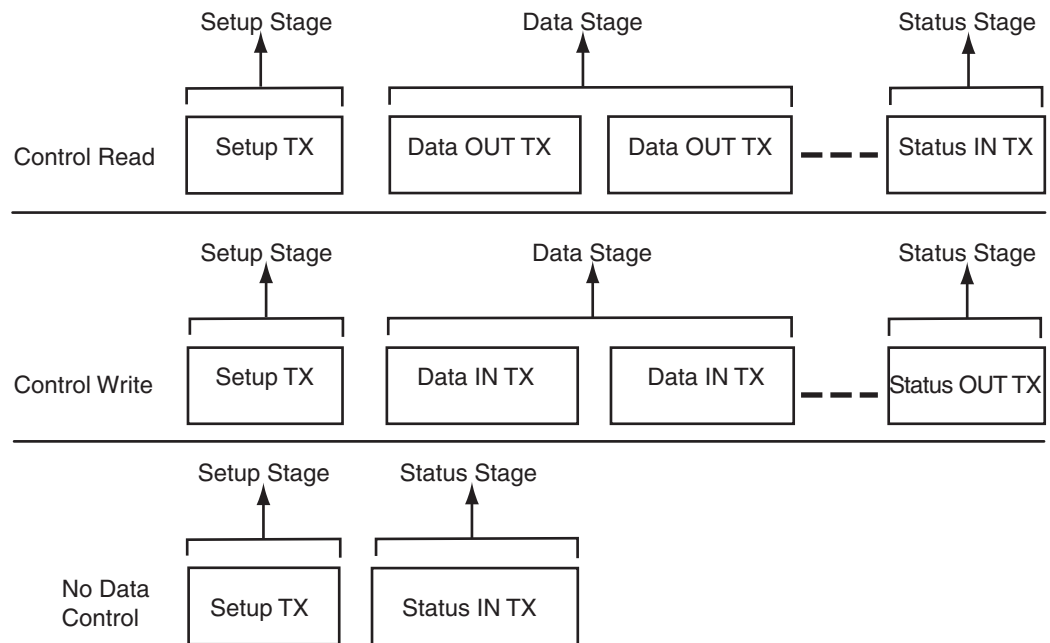 Setup Stage Data Stage Status Stage
Control Read Setup TX Data OUT TX Data OUT TX Status IN TX
Setup Stage Data Stage Status Stage
Control Write Setup TX Data IN TX Data IN TX Status OUT TX
Setup Stage Status Stage
No Data
Control Setup TX Status IN TX